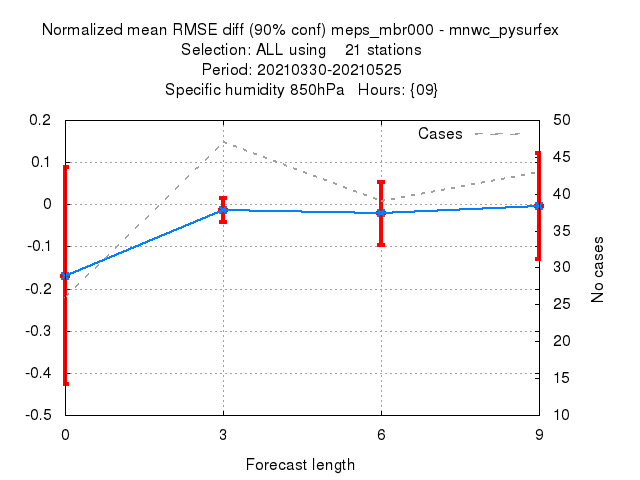 Normalized mean RMSE diff (90% conf) meps_mbr000 - mnwc_pysurfex
Selection: ALL using 21 stations
Period: 20210330-20210525
Specific humidity 850hPa Hours: {09}
Cases
0.2
0.1
0
-0.1
-0.2
-0.3
-0.4
-0.5
50
45
40
35
30
25
20
15
10
No cases
0 3 6 9
Forecast length